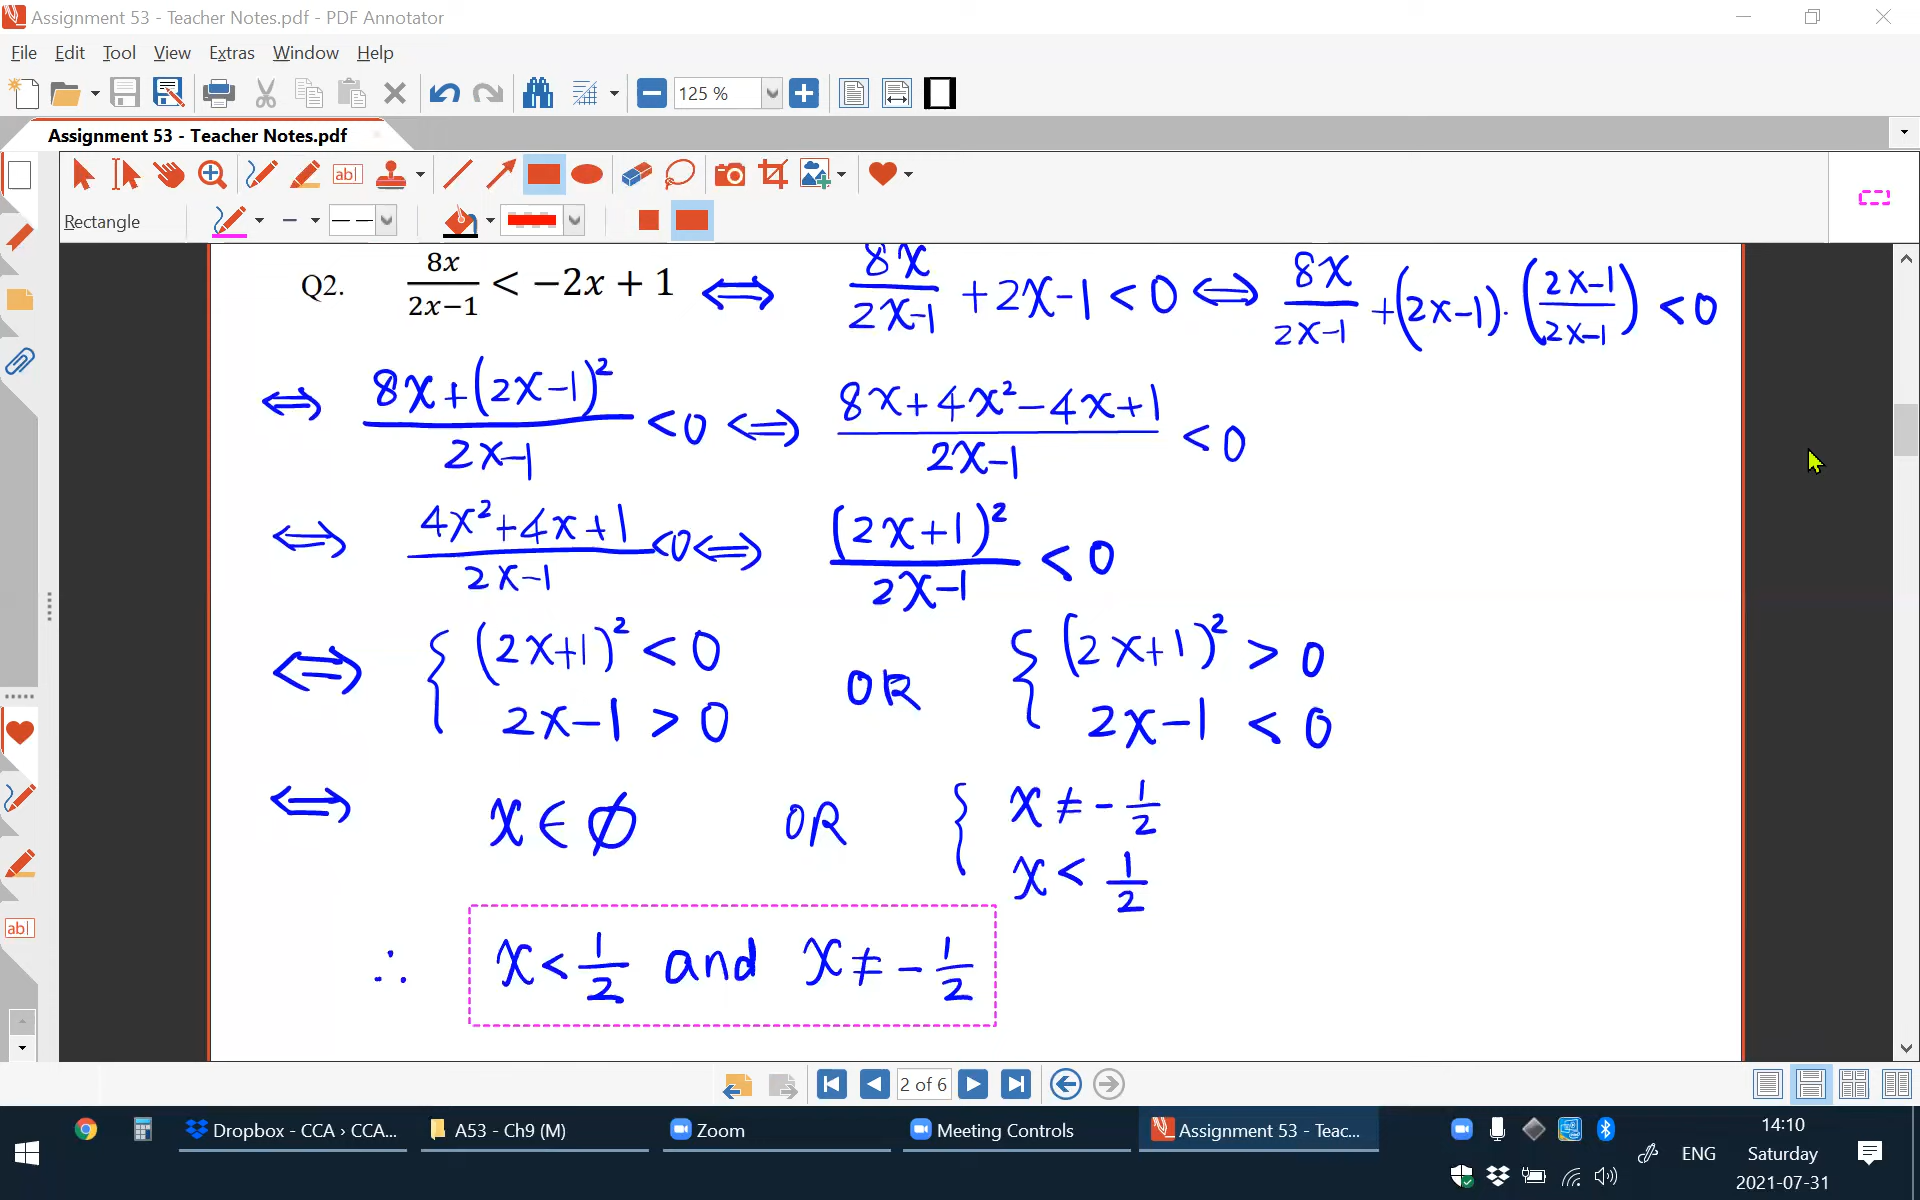 Assignment 53 - Teacher Notes.pdf - PDF Annotator
File Edit Tool View Extras Window Help
125 %
Assignment 53 - Teacher Notes.pdf
ab|
Rectangle
Q2. 8x/(2x−1) < −2x + 1 ⟺ 8x/(2x-1) + 2x-1 < 0 ⟺ 8x/(2x-1) + (2x-1)·((2x-1)/(2x-1)) < 0
⟺ (8x+(2x-1)²)/(2x-1) < 0 ⟺ (8x+4x²-4x+1)/(2x-1) < 0
⟺ (4x²+4x+1)/(2x-1) < 0 ⟺ (2x+1)²/(2x-1) < 0
⟺ { (2x+1)² < 0 OR { (2x+1)² > 0
2x-1 > 0 2x-1 < 0
⟺ x ∈ ∅ OR { x ≠ -1/2
x < 1/2
∴ x < 1/2 and x ≠ -1/2
ab|
2 of 6
Dropbox - CCA › CCA... A53 - Ch9 (M) Zoom Meeting Controls Assignment 53 - Teac...
ENG
14:10
Saturday
2021-07-31